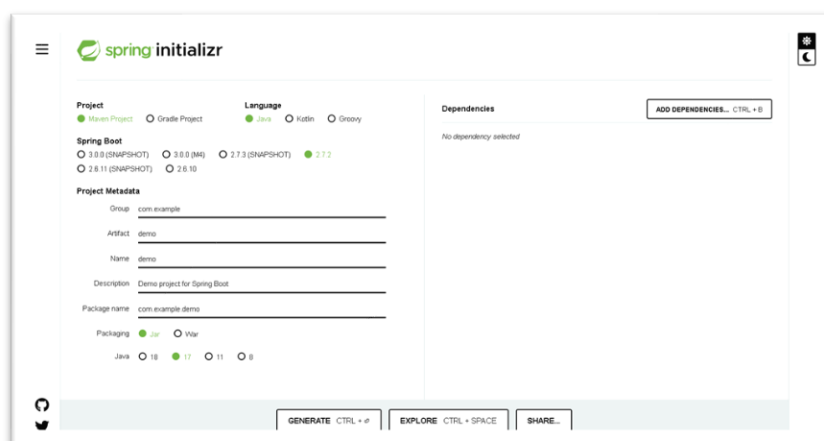 spring initializr
Project
Maven Project Gradle Project
Language
Java Kotlin Groovy
Spring Boot
3.0.0 (SNAPSHOT) 3.0.0 (M4) 2.7.3 (SNAPSHOT) 2.7.2
2.6.11 (SNAPSHOT) 2.6.10
Project Metadata
Group com.example
Artifact demo
Name demo
Description Demo project for Spring Boot
Package name com.example.demo
Packaging Jar War
Java 18 17 11 8
Dependencies
ADD DEPENDENCIES... CTRL + B
No dependency selected
GENERATE CTRL + ⏎
EXPLORE CTRL + SPACE
SHARE...